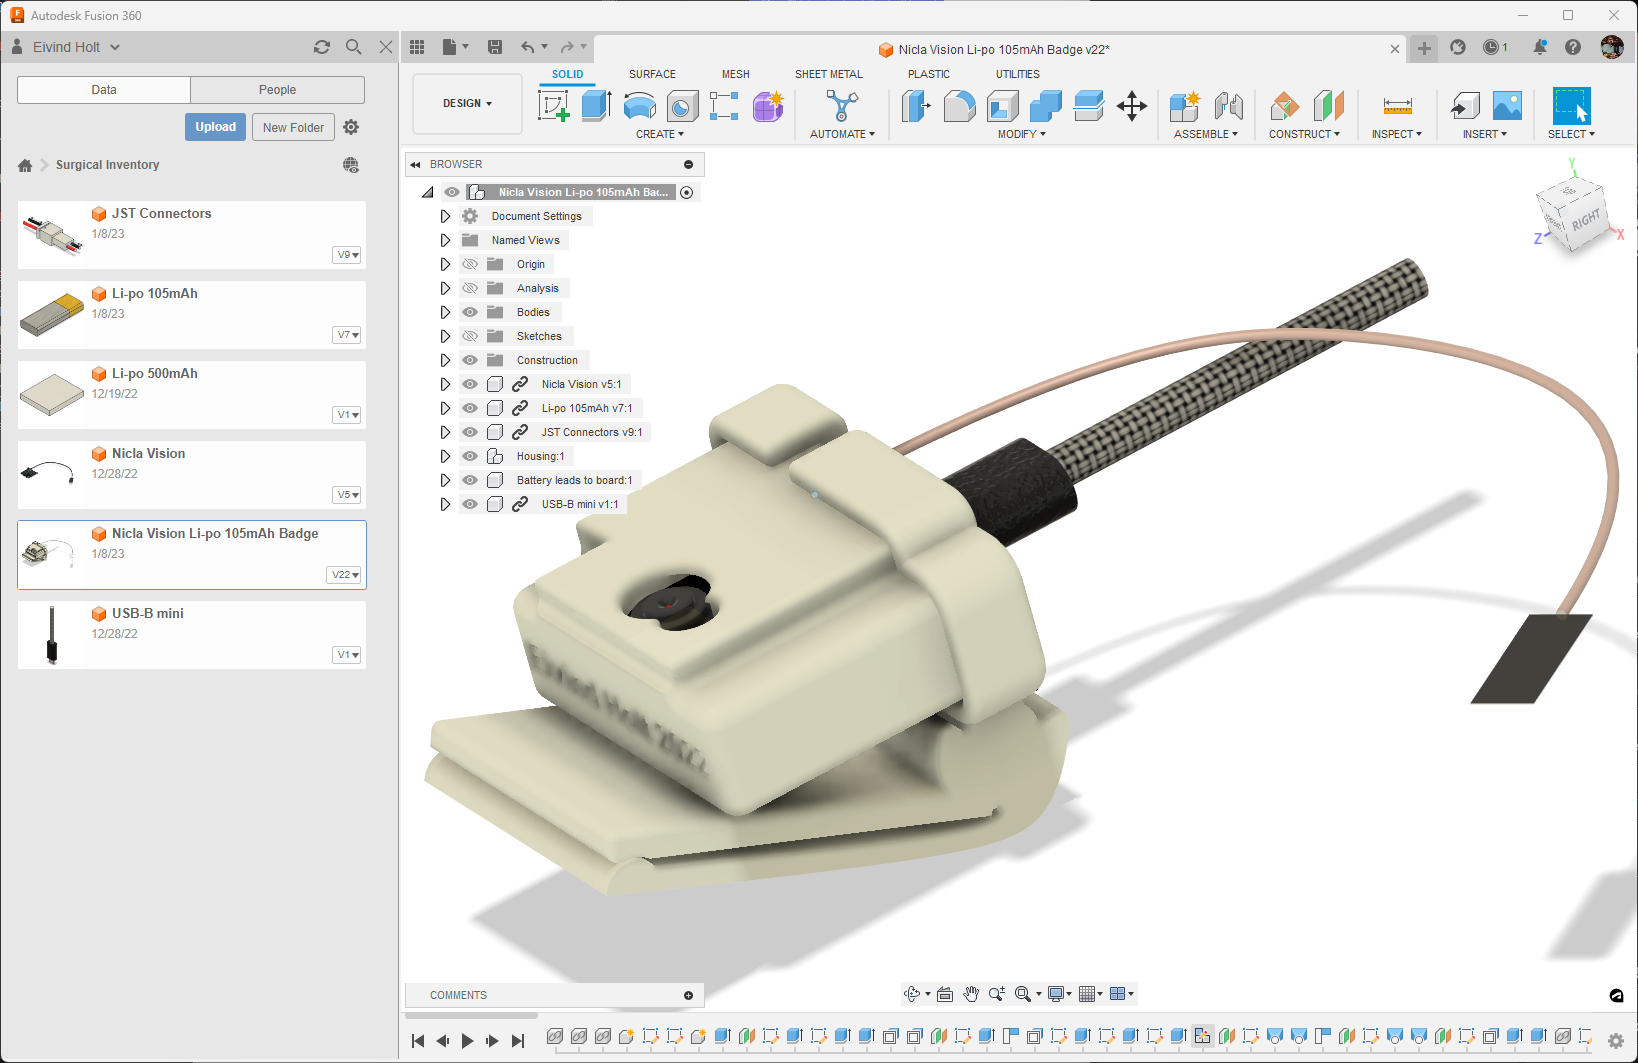 Autodesk Fusion 360
Eivind Holt
Nicla Vision Li-po 105mAh Badge v22*
1
Data
People
Upload
New Folder
Surgical Inventory
JST Connectors
1/8/23
V9
Li-po 105mAh
1/8/23
V7
Li-po 500mAh
12/19/22
V1
Nicla Vision
12/28/22
V5
Nicla Vision Li-po 105mAh Badge
1/8/23
V22
USB-B mini
12/28/22
V1
DESIGN
SOLID
SURFACE
MESH
SHEET METAL
PLASTIC
UTILITIES
CREATE
AUTOMATE
MODIFY
ASSEMBLE
CONSTRUCT
INSPECT
INSERT
SELECT
BROWSER
Nicla Vision Li-po 105mAh Bac...
Document Settings
Named Views
Origin
Analysis
Bodies
Sketches
Construction
Nicla Vision v5:1
Li-po 105mAh v7:1
JST Connectors v9:1
Housing:1
Battery leads to board:1
USB-B mini v1:1
Y
RIGHT
Z
X
COMMENTS